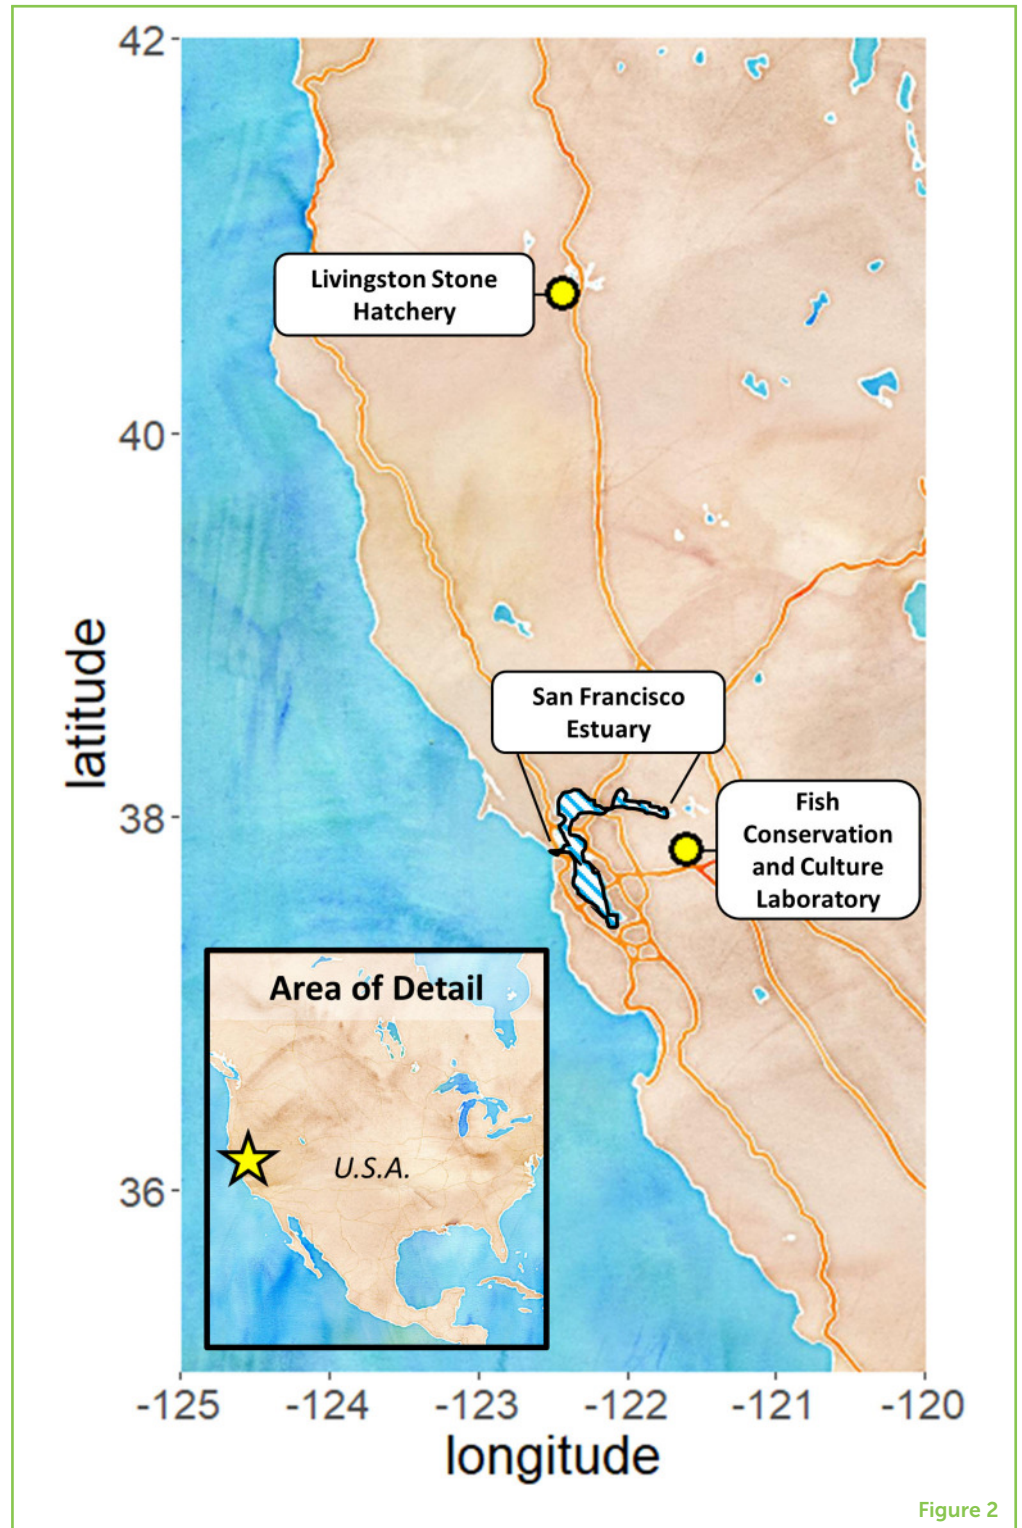 42
Livingston Stone
Hatchery
40
latitude
San Francisco
Estuary
38
Fish
Conservation
and Culture
Laboratory
Area of Detail
U.S.A.
36
-125
-124
-123
-122
-121
-120
longitude
Figure 2